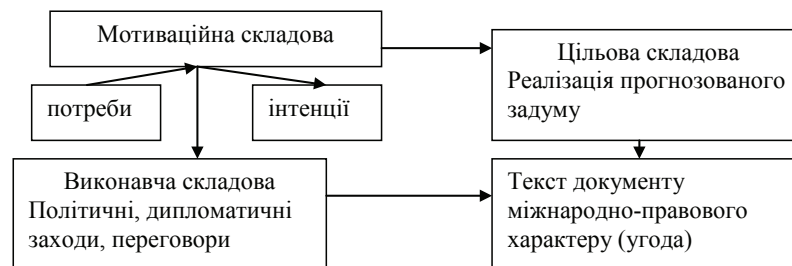 Мотиваційна складова
Цільова складова
Реалізація прогнозованого
задуму
потреби
інтенції
Виконавча складова
Політичні, дипломатичні
заходи, переговори
Текст документу
міжнародно-правового
характеру (угода)